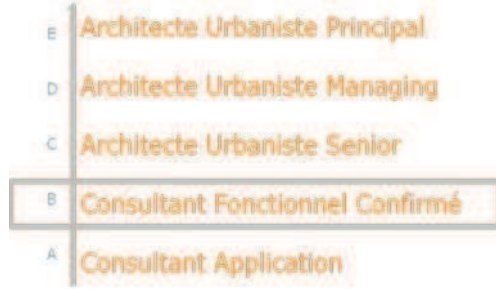 E Architecte Urbaniste Principal
D Architecte Urbaniste Managing
C Architecte Urbaniste Senior
B Consultant Fonctionnel Confirmé
A Consultant Application